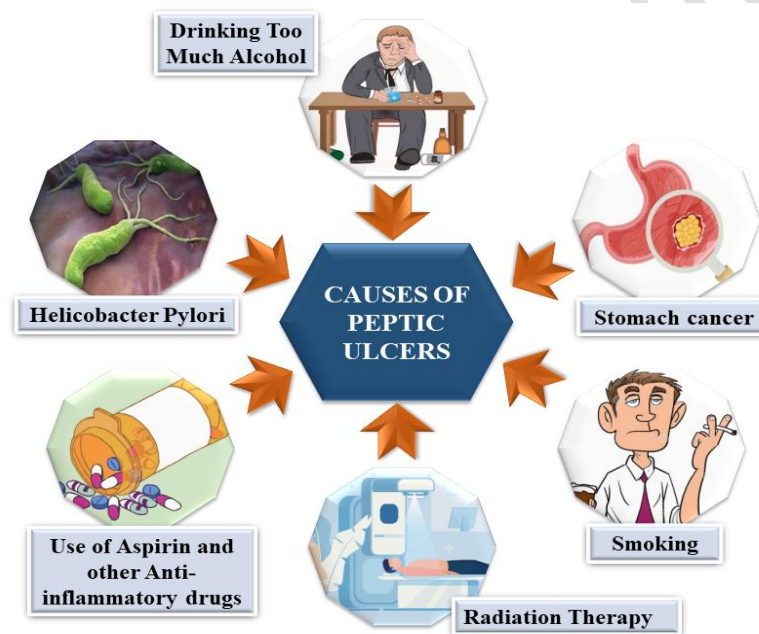 Drinking Too
Much Alcohol
Helicobacter Pylori
CAUSES OF
PEPTIC
ULCERS
Stomach cancer
Use of Aspirin and
other Anti-
inflammatory drugs
Smoking
Radiation Therapy